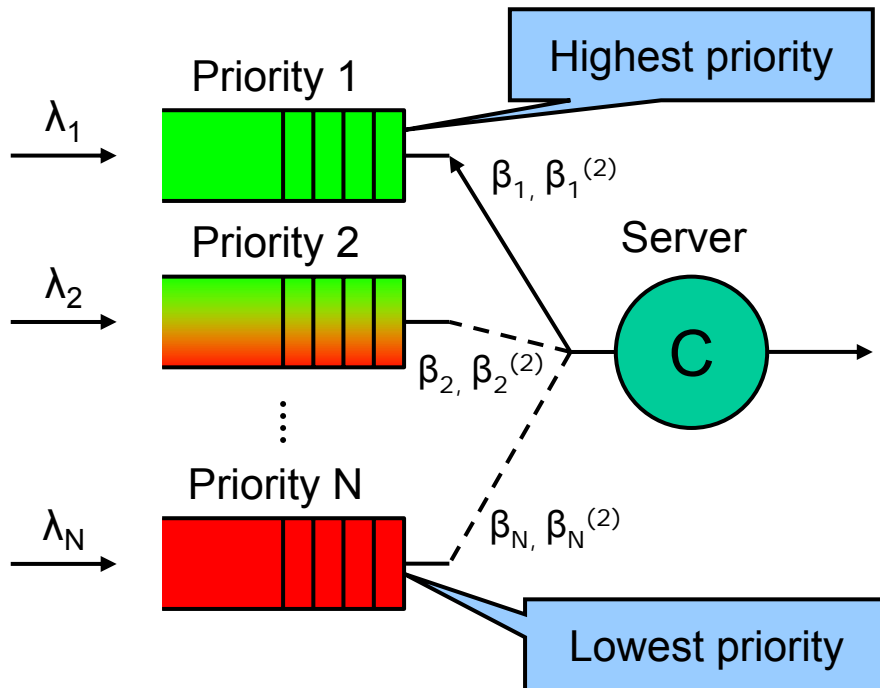 Highest priority
Priority 1
λ1
β1, β1(2)
Server
Priority 2
λ2
C
β2, β2(2)
Priority N
λN
βN, βN(2)
Lowest priority